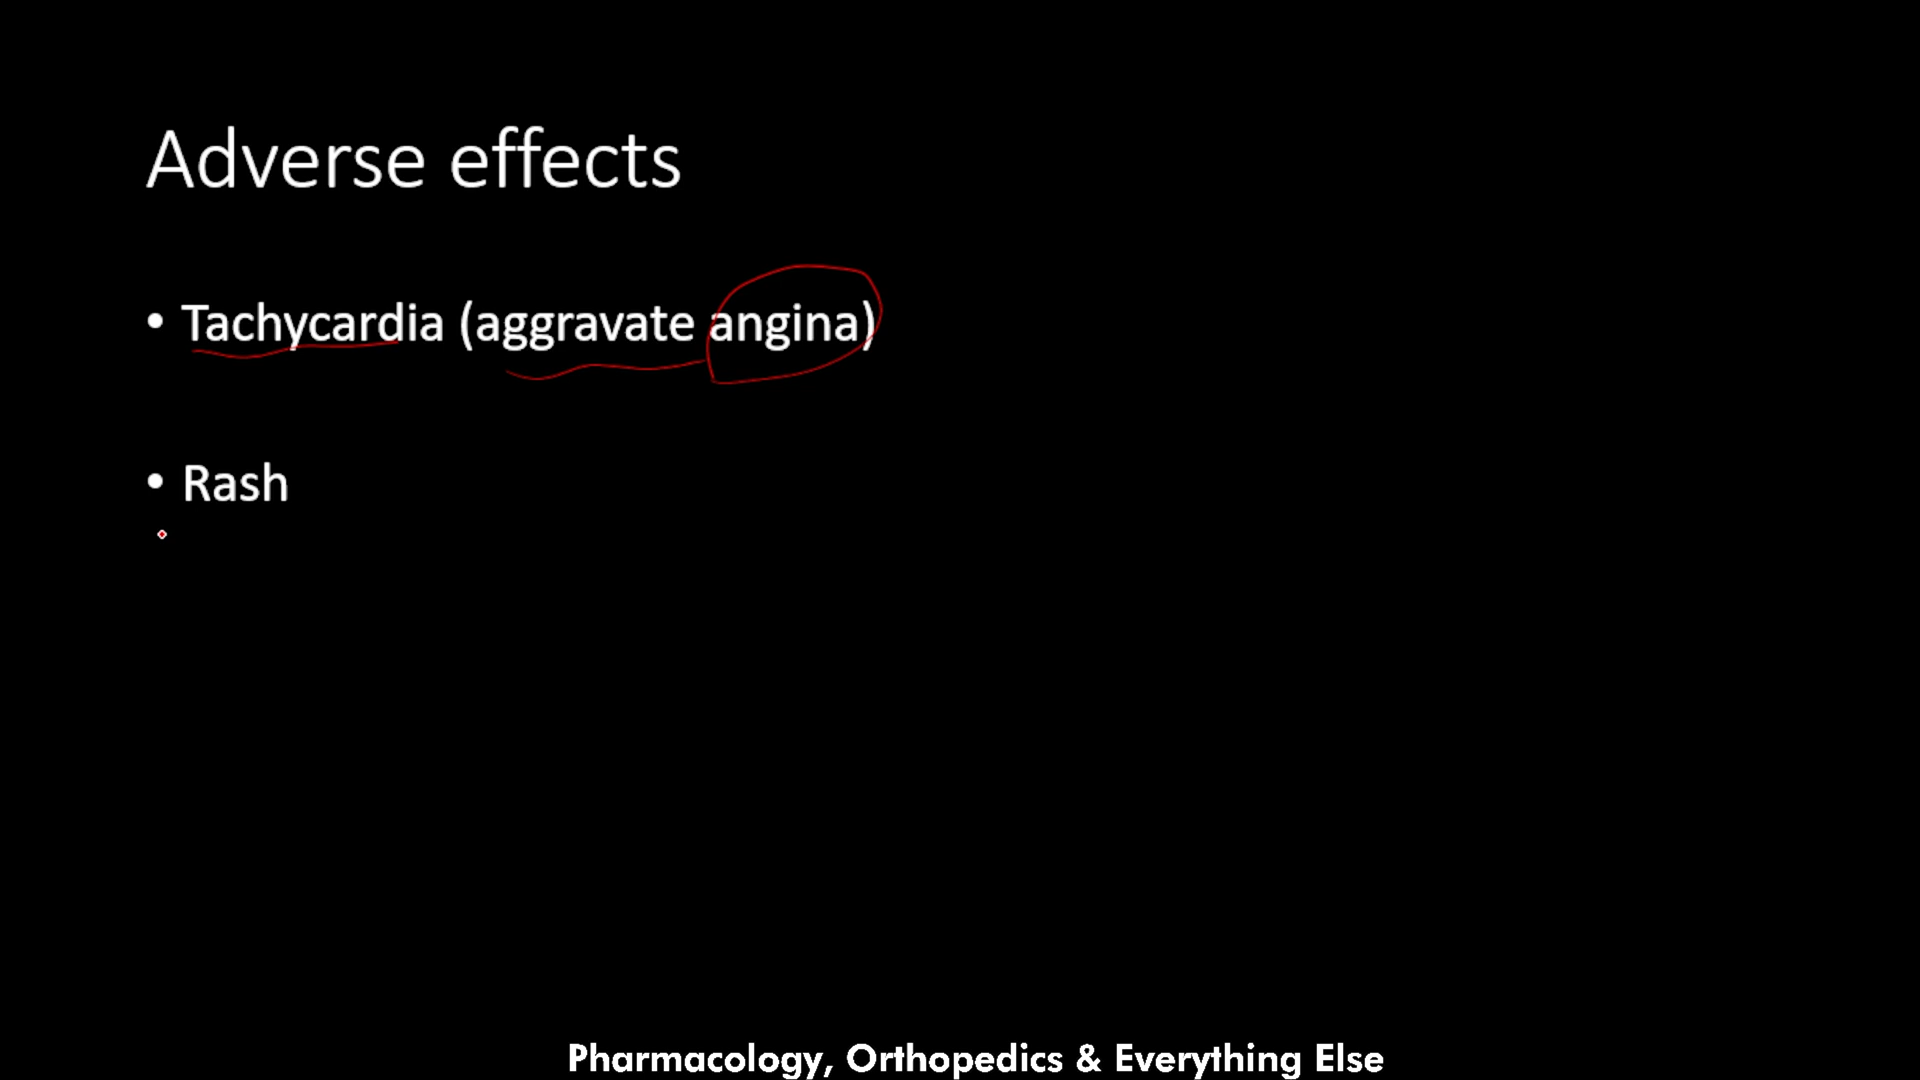 Adverse effects
• Tachycardia (aggravate angina)
• Rash
Pharmacology, Orthopedics & Everything Else